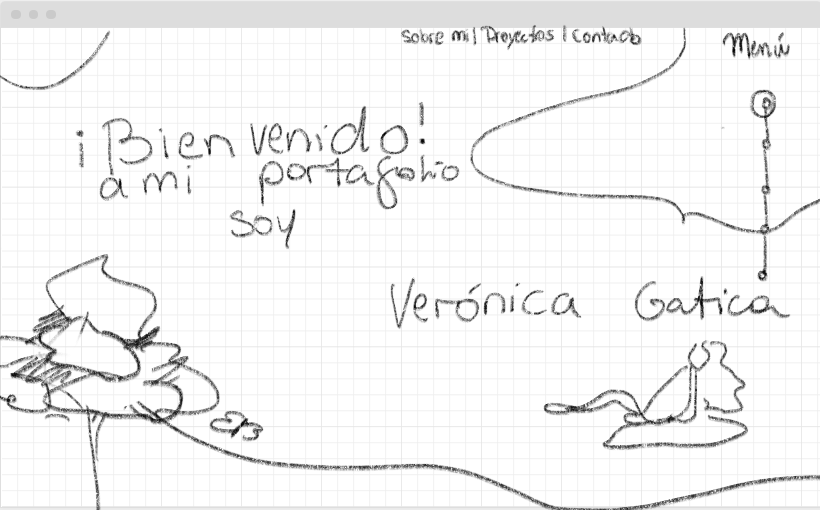 Sobre mi | Proyectos | Contacto
Menú
¡Bienvenido!
a mi portafolio
soy
Verónica Gatica